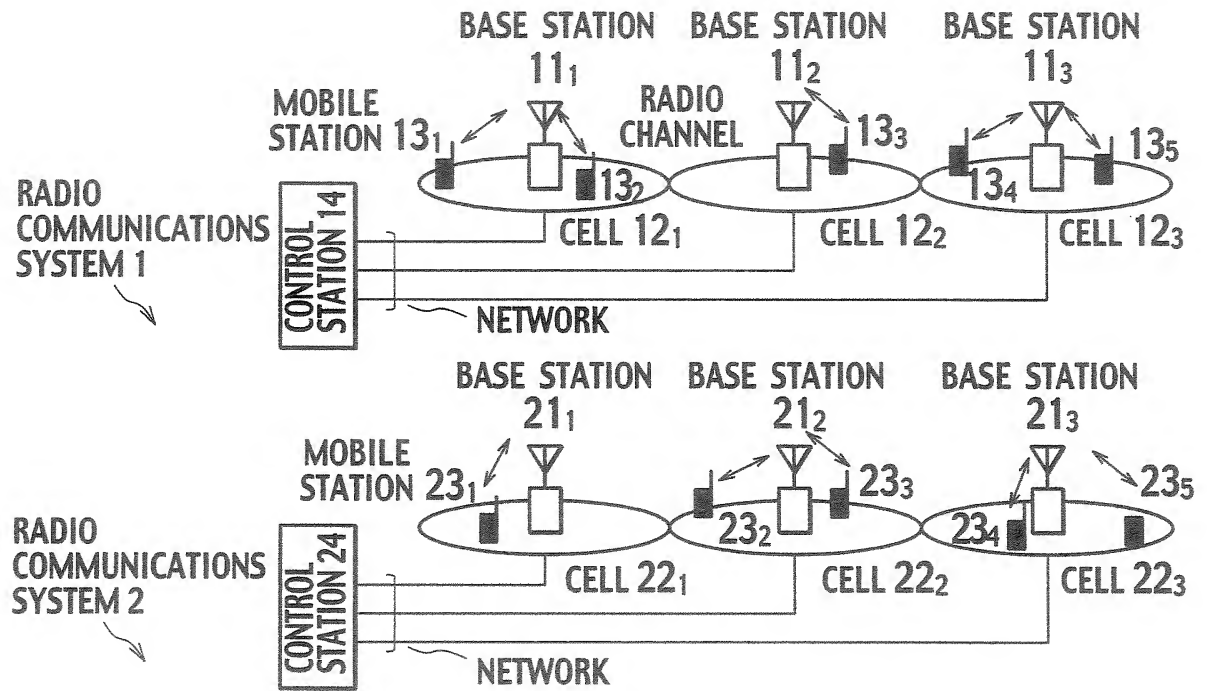 BASE STATION 11₁
BASE STATION 11₂
BASE STATION 11₃
MOBILE STATION 13₁
RADIO CHANNEL
13₂
13₃
13₄
13₅
RADIO COMMUNICATIONS SYSTEM 1
CONTROL STATION 14
CELL 12₁
CELL 12₂
CELL 12₃
NETWORK
BASE STATION 21₁
BASE STATION 21₂
BASE STATION 21₃
MOBILE STATION 23₁
23₂
23₃
23₄
23₅
RADIO COMMUNICATIONS SYSTEM 2
CONTROL STATION 24
CELL 22₁
CELL 22₂
CELL 22₃
NETWORK